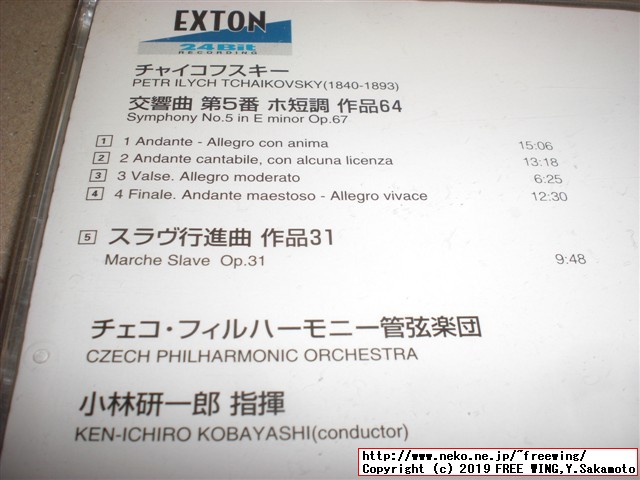 EXTON
24Bit
RECORDING
チャイコフスキー
PETR ILYCH TCHAIKOVSKY(1840-1893)
交響曲 第5番 ホ短調 作品64
Symphony No.5 in E minor Op.67
1 1 Andante - Allegro con anima 15:06
2 2 Andante cantabile, con alcuna licenza 13:18
3 3 Valse. Allegro moderato 6:25
4 4 Finale. Andante maestoso - Allegro vivace 12:30
5 スラヴ行進曲 作品31
Marche Slave Op.31 9:48
チェコ・フィルハーモニー管弦楽団
CZECH PHILHARMONIC ORCHESTRA
小林研一郎 指揮
KEN-ICHIRO KOBAYASHI(conductor)
http://www.neko.ne.jp/~freewing/
Copyright (c) 2019 FREE WING,Y.Sakamoto